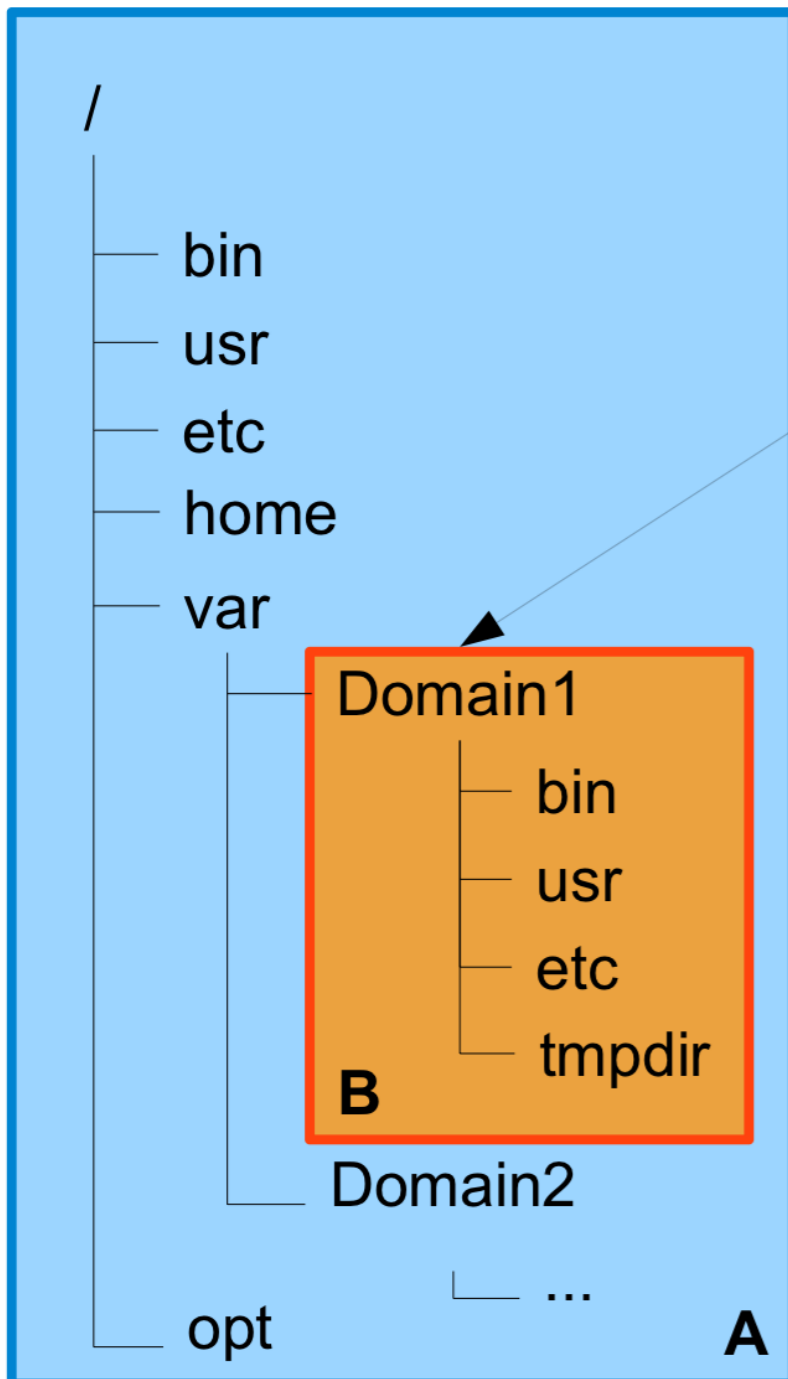 /
bin
usr
etc
home
var
Domain1
bin
usr
etc
tmpdir
B
Domain2
...
opt
A